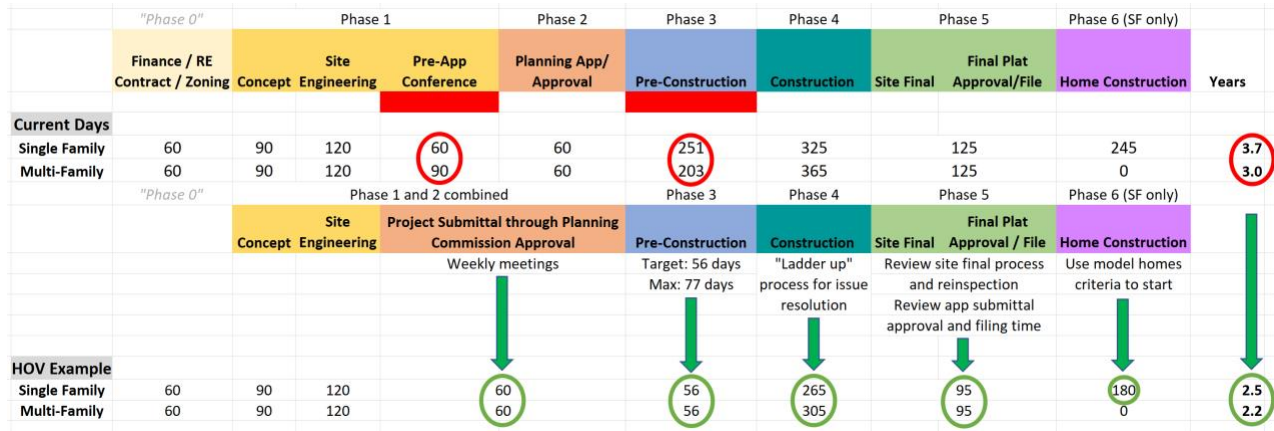 "Phase 0" Phase 1 Phase 2 Phase 3 Phase 4 Phase 5 Phase 6 (SF only)
Finance / RE Site Pre-App Planning App/ Final Plat
Contract / Zoning Concept Engineering Conference Approval Pre-Construction Construction Site Final Approval/File Home Construction Years
Current Days
Single Family 60 90 120 60 60 251 325 125 245 3.7
Multi-Family 60 90 120 90 60 203 365 125 0 3.0
"Phase 0" Phase 1 and 2 combined Phase 3 Phase 4 Phase 5 Phase 6 (SF only)
Site Project Submittal through Planning Final Plat
Concept Engineering Commission Approval Pre-Construction Construction Site Final Approval / File Home Construction
Weekly meetings Target: 56 days "Ladder up" Review site final process Use model homes
Max: 77 days process for issue and reinspection criteria to start
resolution Review app submittal
approval and filing time
HOV Example
Single Family 60 90 120 60 56 265 95 180 2.5
Multi-Family 60 90 120 60 56 305 95 0 2.2